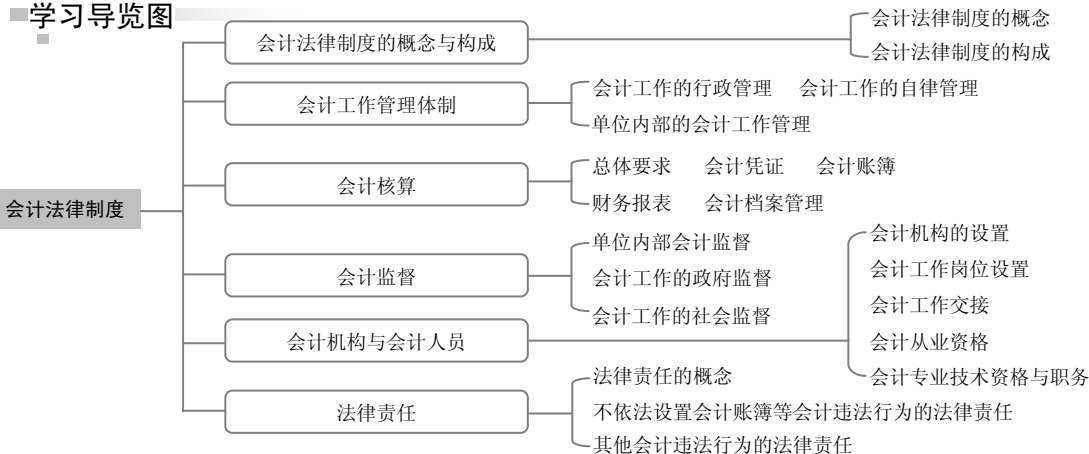 学习导览图
会计法律制度
会计法律制度的概念与构成
会计法律制度的概念
会计法律制度的构成
会计工作管理体制
会计工作的行政管理 会计工作的自律管理
单位内部的会计工作管理
会计核算
总体要求 会计凭证 会计账簿
财务报表 会计档案管理
会计监督
单位内部会计监督
会计工作的政府监督
会计工作的社会监督
会计机构与会计人员
会计机构的设置
会计工作岗位设置
会计工作交接
会计从业资格
会计专业技术资格与职务
法律责任
法律责任的概念
不依法设置会计账簿等会计违法行为的法律责任
其他会计违法行为的法律责任